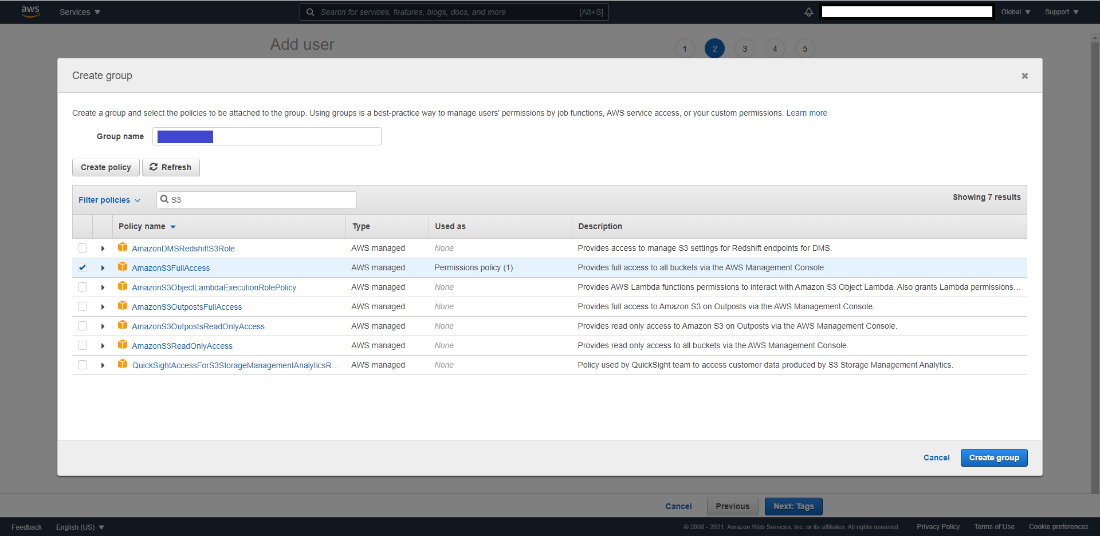 aws Services Search for services, features, blogs, docs, and more [Alt+S] Global Support
Add user 1 2 3 4 5
Create group
Create a group and select the policies to be attached to the group. Using groups is a best-practice way to manage users' permissions by job functions, AWS service access, or your custom permissions. Learn more
Group name
Create policy Refresh
Filter policies S3 Showing 7 results
Policy name Type Used as Description
AmazonDMSRedshiftS3Role AWS managed None Provides access to manage S3 settings for Redshift endpoints for DMS.
AmazonS3FullAccess AWS managed Permissions policy (1) Provides full access to all buckets via the AWS Management Console.
AmazonS3ObjectLambdaExecutionRolePolicy AWS managed None Provides AWS Lambda functions permissions to interact with Amazon S3 Object Lambda. Also grants Lambda permissions…
AmazonS3OutpostsFullAccess AWS managed None Provides full access to Amazon S3 on Outposts via the AWS Management Console.
AmazonS3OutpostsReadOnlyAccess AWS managed None Provides read only access to Amazon S3 on Outposts via the AWS Management Console.
AmazonS3ReadOnlyAccess AWS managed None Provides read only access to all buckets via the AWS Management Console.
QuickSightAccessForS3StorageManagementAnalyticsR… AWS managed None Policy used by QuickSight team to access customer data produced by S3 Storage Management Analytics.
Cancel Create group
Cancel Previous Next: Tags
Feedback English (US) © 2008 - 2021, Amazon Web Services, Inc. or its affiliates. All rights reserved. Privacy Policy Terms of Use Cookie preferences